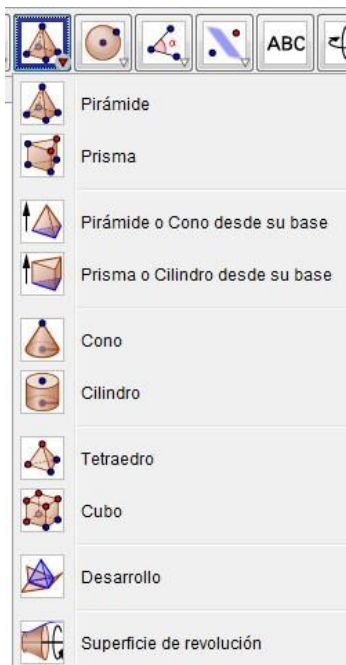 α
ABC
Pirámide
Prisma
Pirámide o Cono desde su base
Prisma o Cilindro desde su base
Cono
Cilindro
Tetraedro
Cubo
Desarrollo
Superficie de revolución